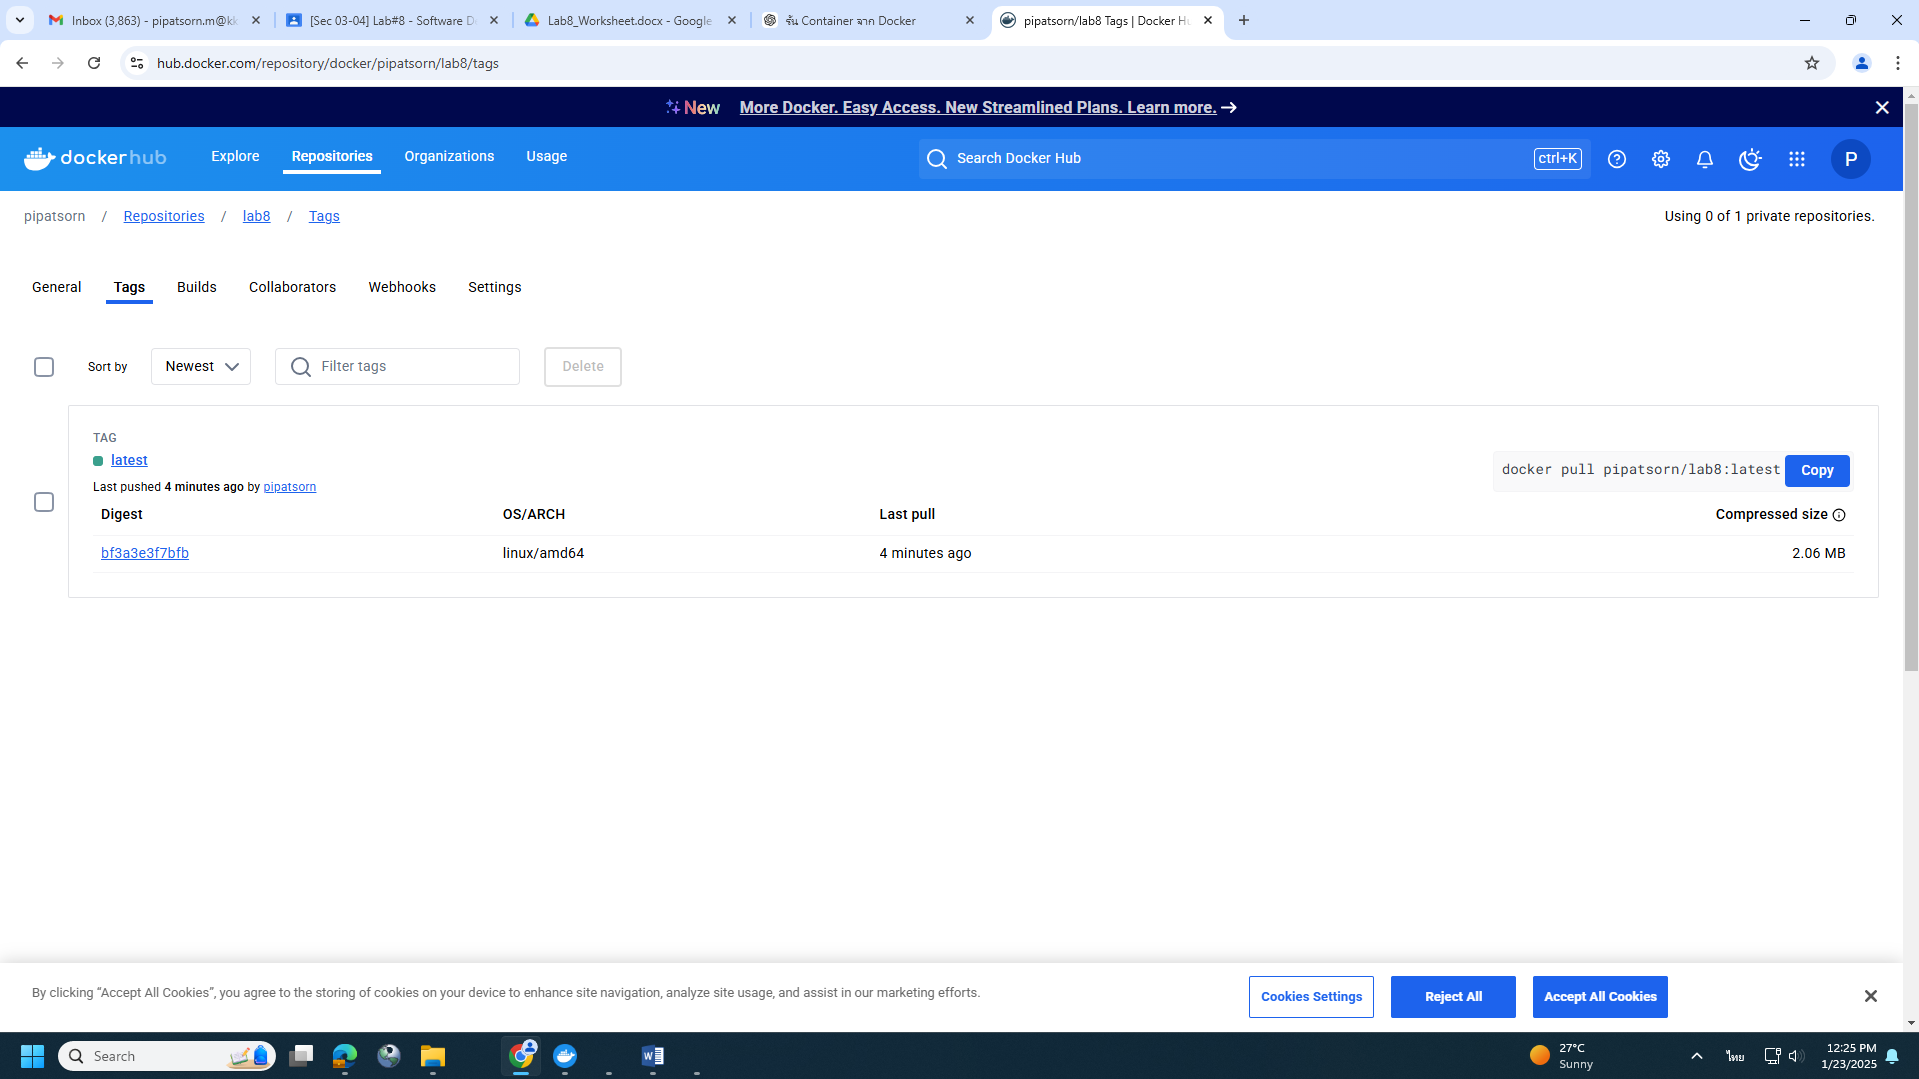 Inbox (3,863) - pipatsorn.m@kk
[Sec 03-04] Lab#8 - Software De
Lab8_Worksheet.docx - Google
รัน Container จาก Docker
pipatsorn/lab8 Tags | Docker Hu
hub.docker.com/repository/docker/pipatsorn/lab8/tags
New More Docker. Easy Access. New Streamlined Plans. Learn more.
dockerhub
Explore
Repositories
Organizations
Usage
Search Docker Hub
ctrl+K
P
pipatsorn / Repositories / lab8 / Tags
Using 0 of 1 private repositories.
General
Tags
Builds
Collaborators
Webhooks
Settings
Sort by
Newest
Filter tags
Delete
TAG
latest
Last pushed 4 minutes ago by pipatsorn
docker pull pipatsorn/lab8:latest
Copy
Digest
OS/ARCH
Last pull
Compressed size
bf3a3e3f7bfb
linux/amd64
4 minutes ago
2.06 MB
By clicking “Accept All Cookies”, you agree to the storing of cookies on your device to enhance site navigation, analyze site usage, and assist in our marketing efforts.
Cookies Settings
Reject All
Accept All Cookies
Search
27°C
Sunny
ไทย
12:25 PM
1/23/2025